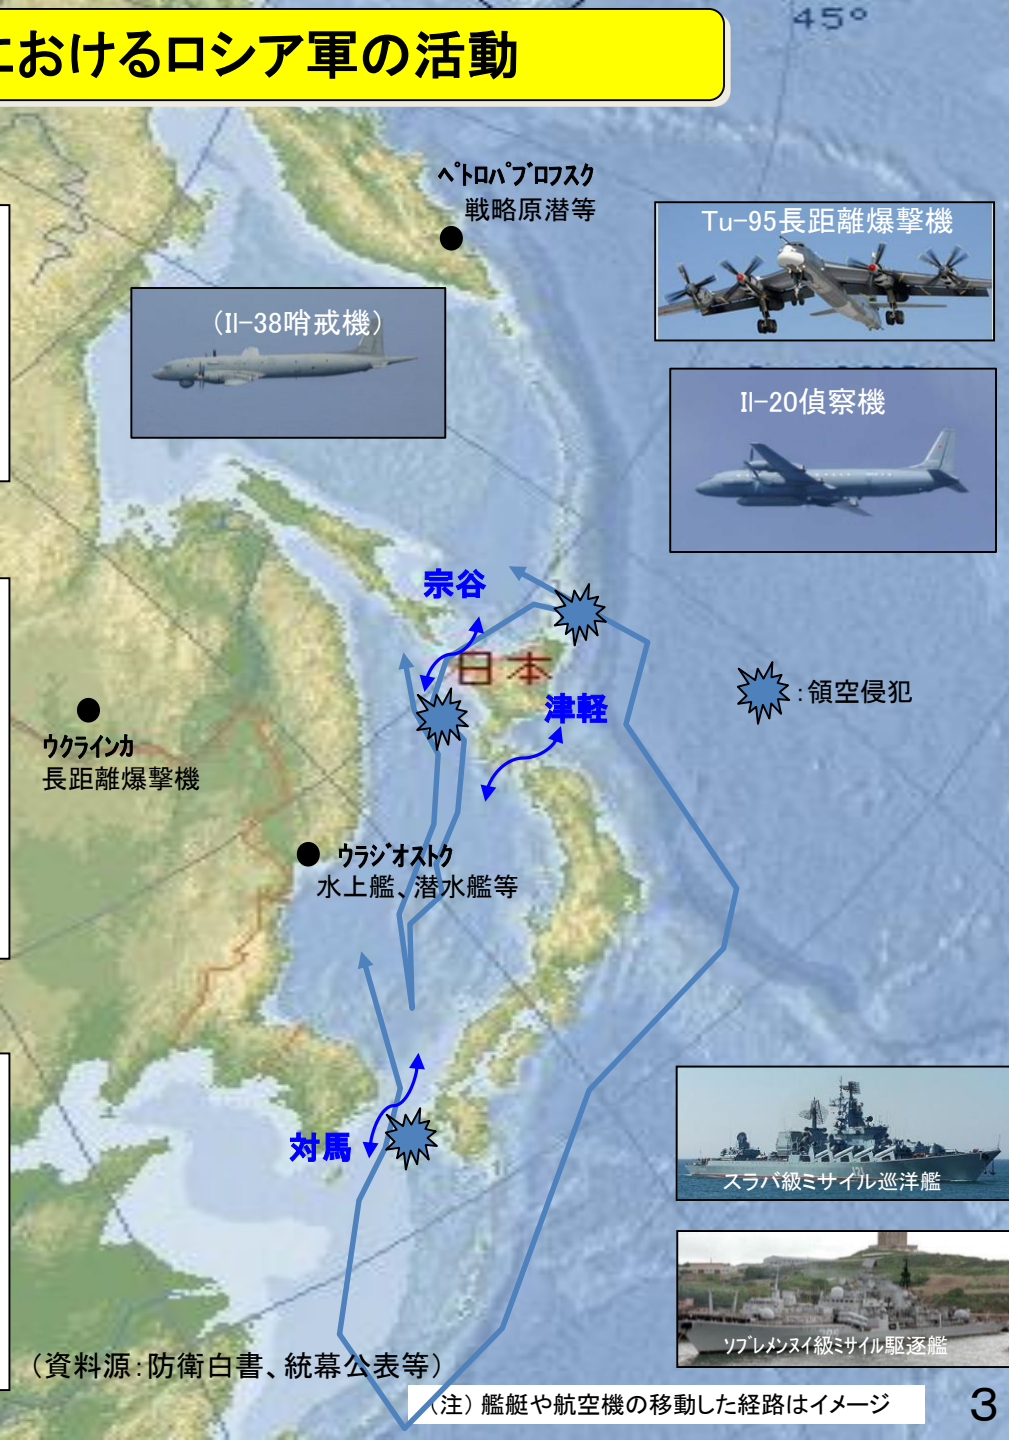 45°
におけるロシア軍の活動
ﾍﾟﾄﾛﾊﾟﾌﾞﾛﾌｽｸ
戦略原潜等
Tu-95長距離爆撃機
(Il-38哨戒機)
Il-20偵察機
宗谷
日本
津軽
:領空侵犯
ｳｸﾗｲﾝｶ
長距離爆撃機
ｳﾗｼﾞｵｽﾄｸ
水上艦、潜水艦等
対馬
スラバ級ミサイル巡洋艦
ｿﾌﾞﾚﾒﾝﾇｲ級ﾐｻｲﾙ駆逐艦
(資料源:防衛白書、統幕公表等)
(注) 艦艇や航空機の移動した経路はイメージ
3